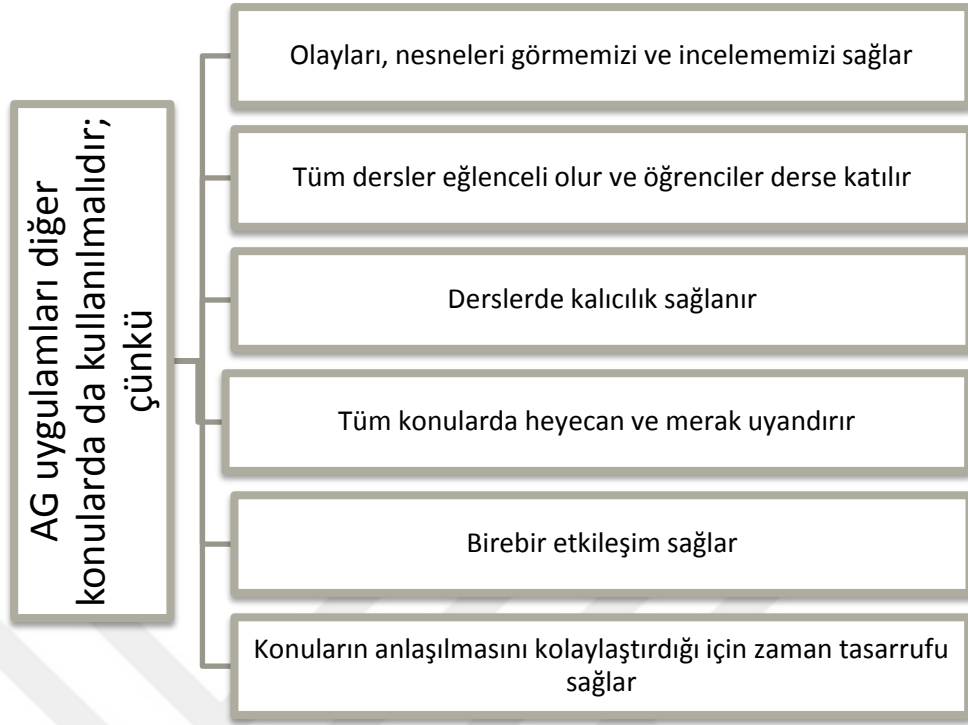 AG uygulamları diğer
konularda da kullanılmalıdır;
çünkü
Olayları, nesneleri görmemizi ve incelememizi sağlar
Tüm dersler eğlenceli olur ve öğrenciler derse katılır
Derslerde kalıcılık sağlanır
Tüm konularda heyecan ve merak uyandırır
Birebir etkileşim sağlar
Konuların anlaşılmasını kolaylaştırdığı için zaman tasarrufu
sağlar